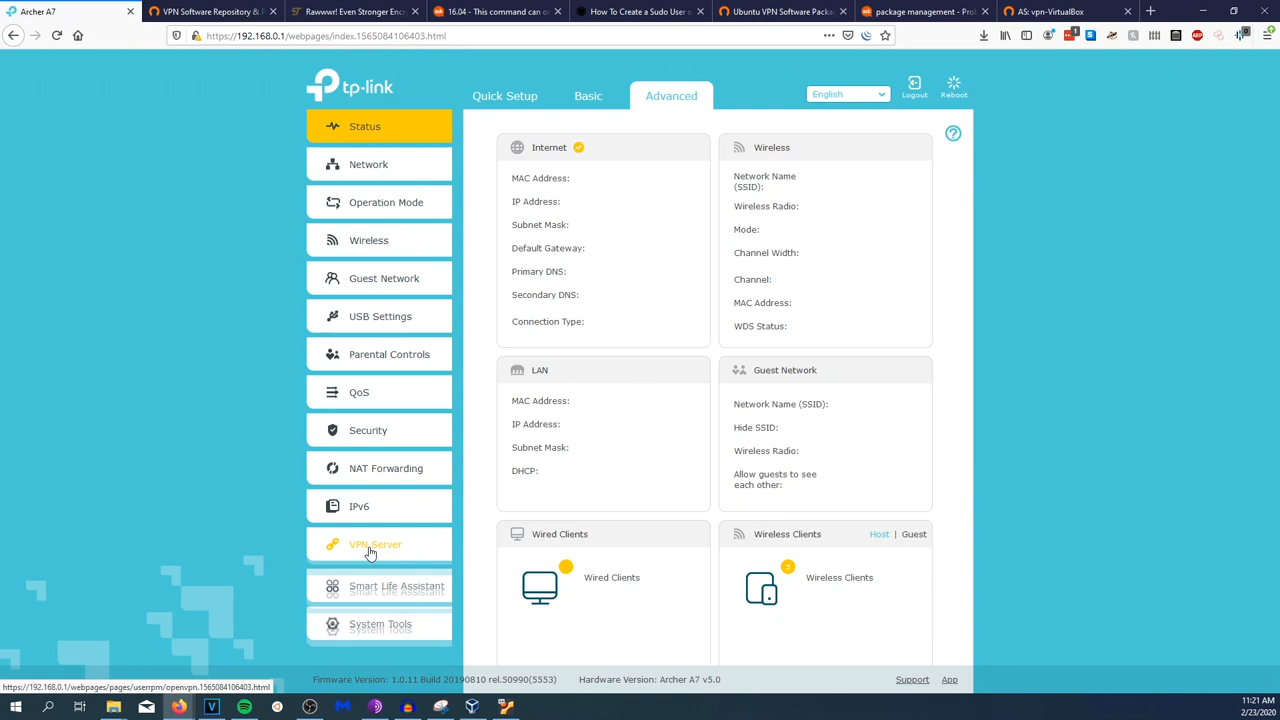 Archer A7
VPN Software Repository & P
Rawwwr! Even Stronger Encr
16.04 - This command can o
How To Create a Sudo User o
Ubuntu VPN Software Packa
package management - Prob
AS: vpn-VirtualBox
https://192.168.0.1/webpages/index.1565084106403.html
tp-link
Quick Setup
Basic
Advanced
English
Logout
Reboot
Status
Network
Operation Mode
Wireless
Guest Network
USB Settings
Parental Controls
QoS
Security
NAT Forwarding
IPv6
VPN Server
Smart Life Assistant
System Tools
Internet
MAC Address:
IP Address:
Subnet Mask:
Default Gateway:
Primary DNS:
Secondary DNS:
Connection Type:
Wireless
Network Name
(SSID):
Wireless Radio:
Mode:
Channel Width:
Channel:
MAC Address:
WDS Status:
LAN
MAC Address:
IP Address:
Subnet Mask:
DHCP:
Guest Network
Network Name (SSID):
Hide SSID:
Wireless Radio:
Allow guests to see
each other:
Wired Clients
Wired Clients
Wireless Clients
Host | Guest
5
Wireless Clients
Firmware Version: 1.0.11 Build 20190810 rel.50990(5553)
Hardware Version: Archer A7 v5.0
Support
App
https://192.168.0.1/webpages/pages/userrpm/openvpn.1565084106403.html
11:21 AM
2/23/2020